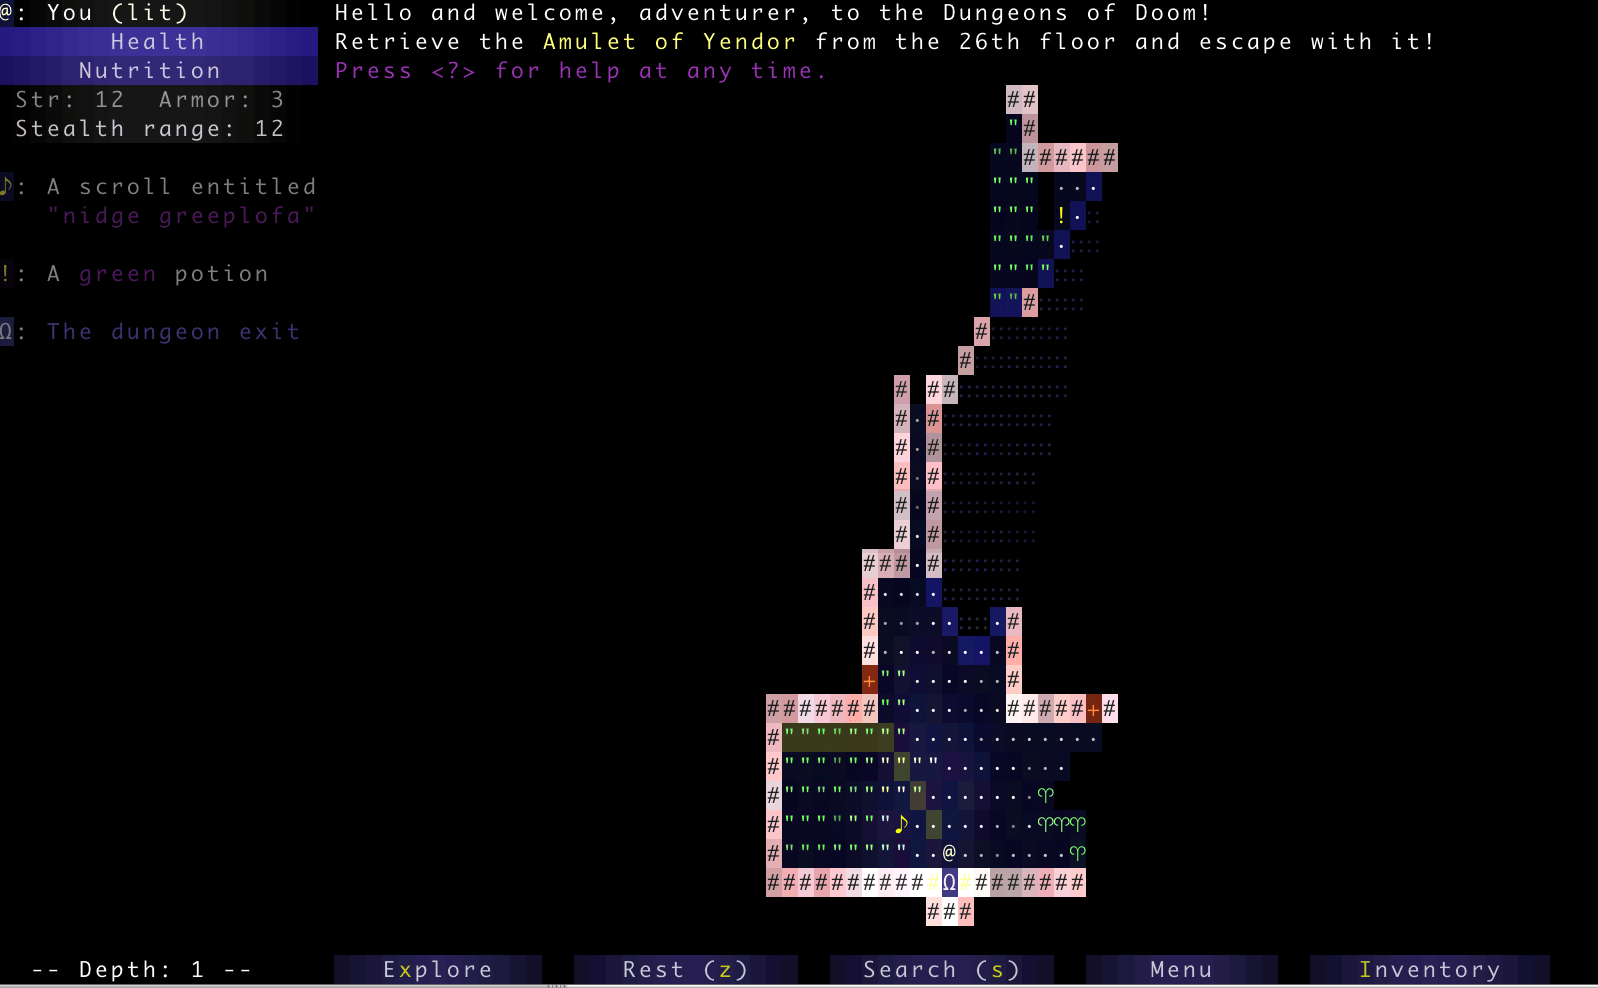 @: You (lit)
Health
Nutrition
Str: 12  Armor: 3
Stealth range: 12
♪: A scroll entitled
"nidge greeplofa"
!: A green potion
Ω: The dungeon exit
Hello and welcome, adventurer, to the Dungeons of Doom!
Retrieve the Amulet of Yendor from the 26th floor and escape with it!
Press <?> for help at any time.
-- Depth: 1 --
Explore
Rest (z)
Search (s)
Menu
Inventory